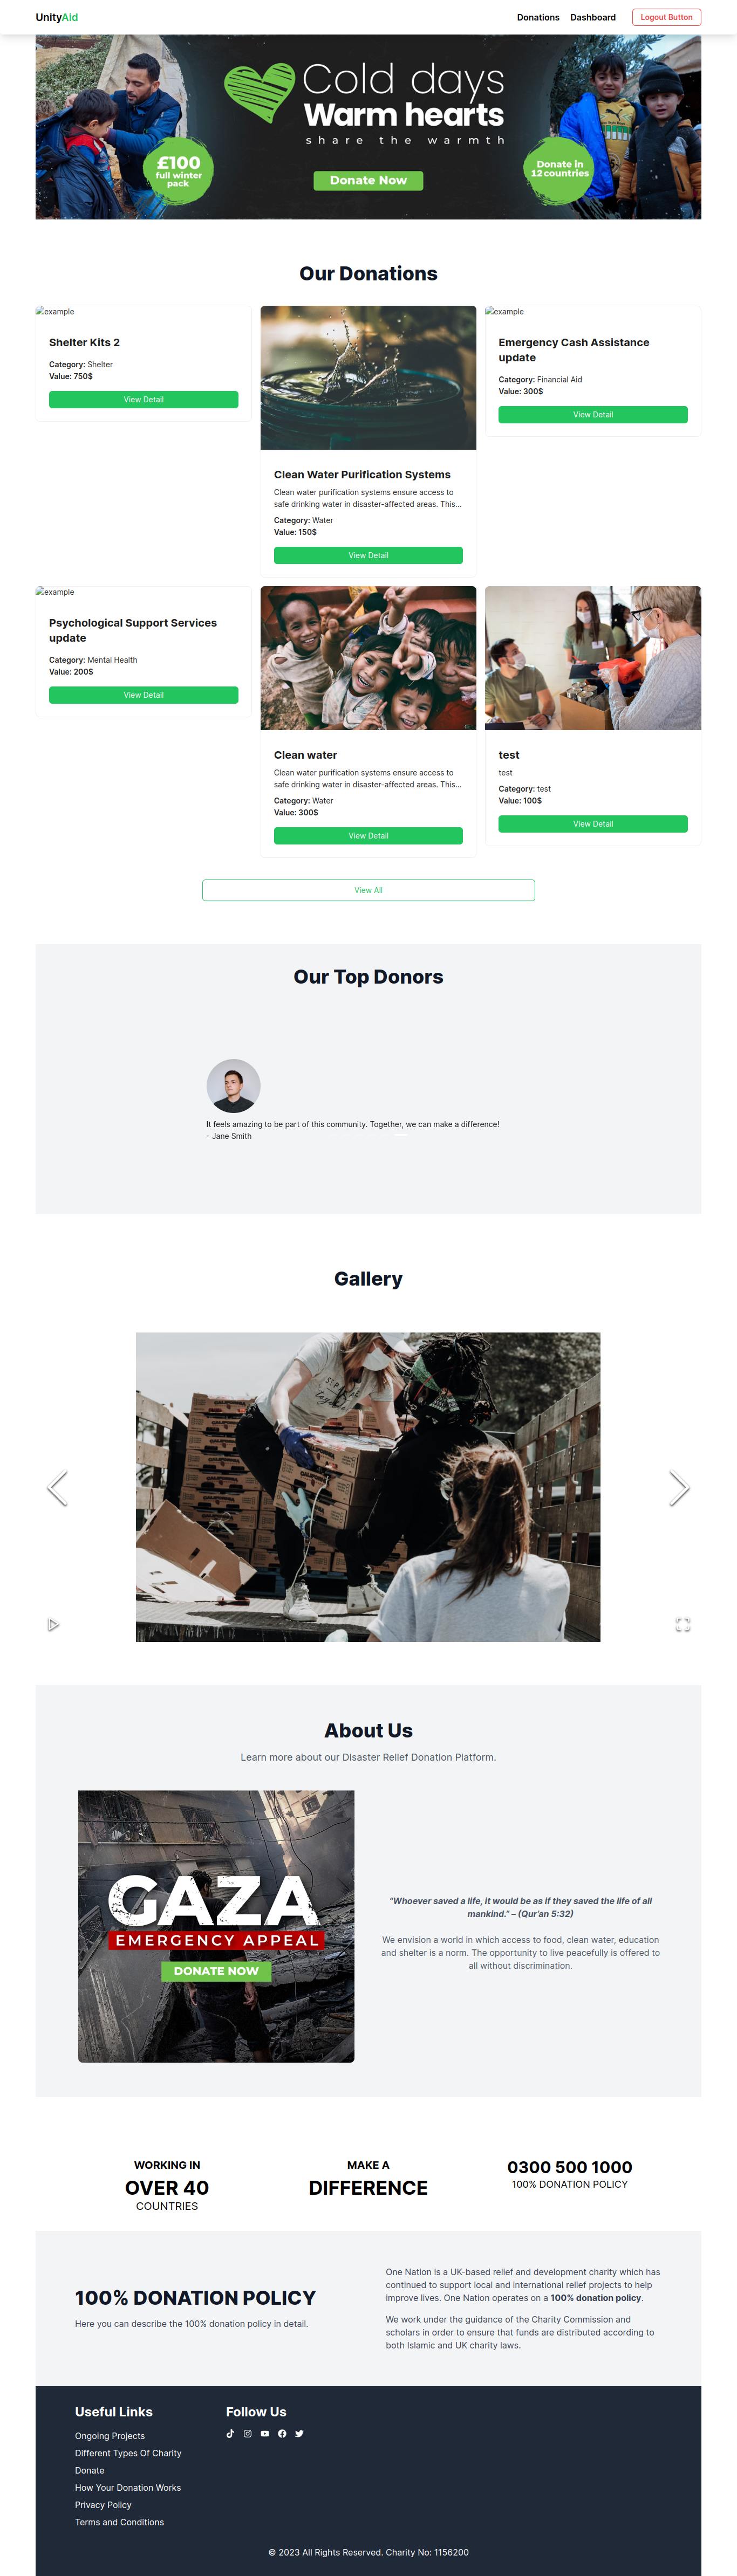 UnityAid
Donations Dashboard Logout Button
Cold days
Warm hearts
share the warmth
£100
full winter
pack
Donate Now
Donate in
12 countries
Our Donations
example
Shelter Kits 2
Category: Shelter
Value: 750$
View Detail
Clean Water Purification Systems
Clean water purification systems ensure access to
safe drinking water in disaster-affected areas. This...
Category: Water
Value: 150$
View Detail
example
Emergency Cash Assistance
update
Category: Financial Aid
Value: 300$
View Detail
example
Psychological Support Services
update
Category: Mental Health
Value: 200$
View Detail
Clean water
Clean water purification systems ensure access to
safe drinking water in disaster-affected areas. This...
Category: Water
Value: 300$
View Detail
test
test
Category: test
Value: 100$
View Detail
View All
Our Top Donors
It feels amazing to be part of this community. Together, we can make a difference!
- Jane Smith
Gallery
About Us
Learn more about our Disaster Relief Donation Platform.
GAZA
EMERGENCY APPEAL
DONATE NOW
"Whoever saved a life, it would be as if they saved the life of all
mankind." – (Qur'an 5:32)
We envision a world in which access to food, clean water, education
and shelter is a norm. The opportunity to live peacefully is offered to
all without discrimination.
WORKING IN
OVER 40
COUNTRIES
MAKE A
DIFFERENCE
0300 500 1000
100% DONATION POLICY
100% DONATION POLICY
Here you can describe the 100% donation policy in detail.
One Nation is a UK-based relief and development charity which has
continued to support local and international relief projects to help
improve lives. One Nation operates on a 100% donation policy.
We work under the guidance of the Charity Commission and
scholars in order to ensure that funds are distributed according to
both Islamic and UK charity laws.
Useful Links
Ongoing Projects
Different Types Of Charity
Donate
How Your Donation Works
Privacy Policy
Terms and Conditions
Follow Us
© 2023 All Rights Reserved. Charity No: 1156200